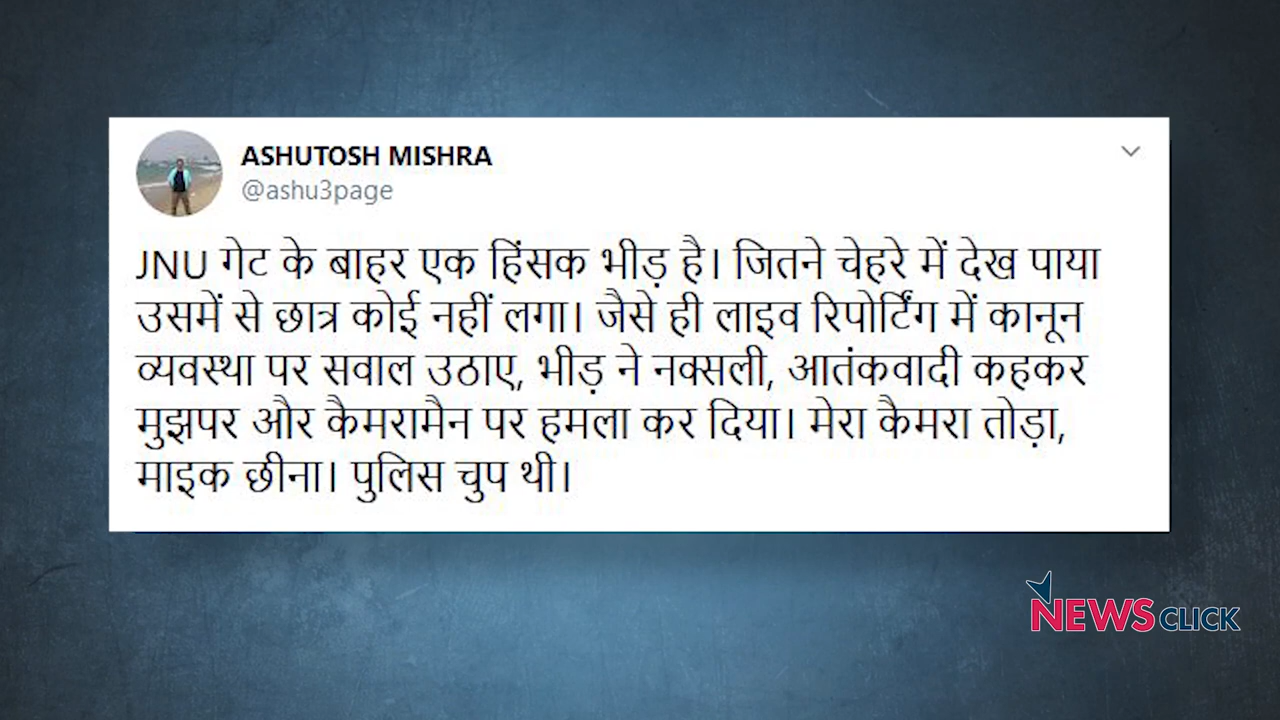 ASHUTOSH MISHRA
@ashu3page
JNU गेट के बाहर एक हिंसक भीड़ है। जितने चेहरे में देख पाया
उसमें से छात्र कोई नहीं लगा। जैसे ही लाइव रिपोर्टिंग में कानून
व्यवस्था पर सवाल उठाए, भीड़ ने नक्सली, आतंकवादी कहकर
मुझपर और कैमरामैन पर हमला कर दिया। मेरा कैमरा तोड़ा,
माइक छीना। पुलिस चुप थी।
NEWSCLICK